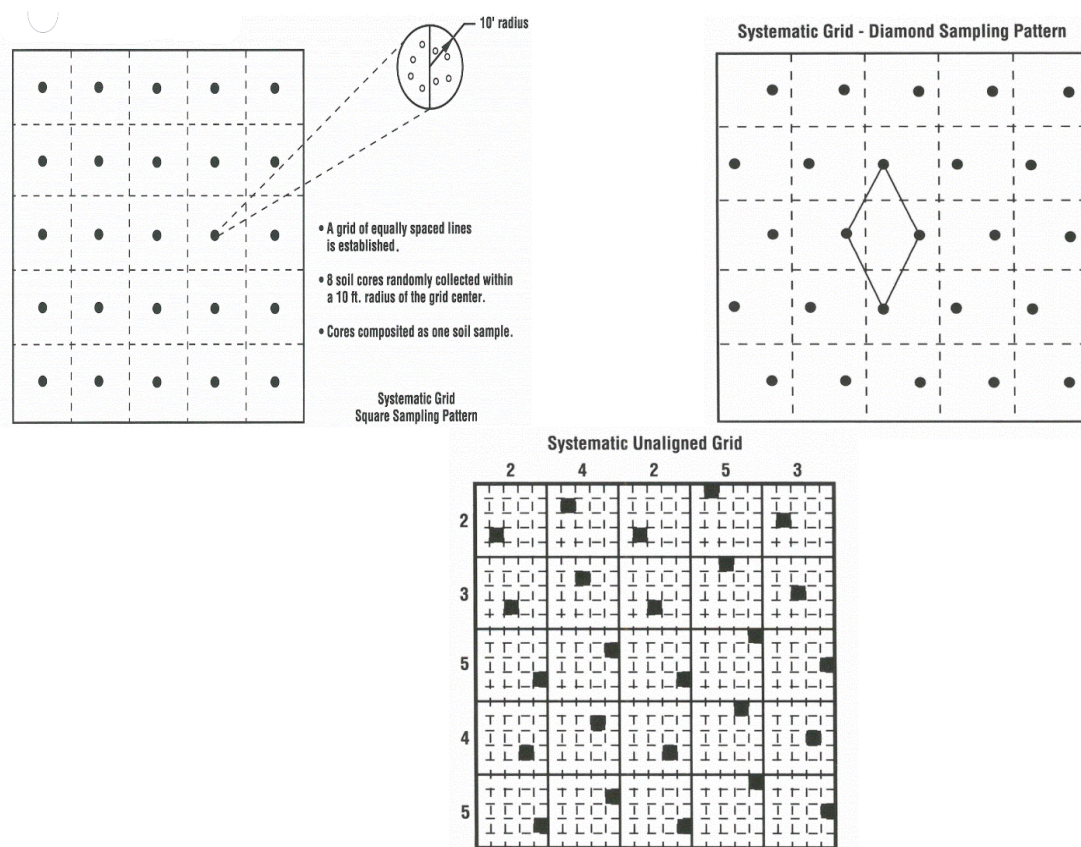 10' radius
• A grid of equally spaced lines
is established.
• 8 soil cores randomly collected within
a 10 ft. radius of the grid center.
• Cores composited as one soil sample.
Systematic Grid
Square Sampling Pattern
Systematic Grid - Diamond Sampling Pattern
Systematic Unaligned Grid
2 4 2 5 3
2
3
5
4
5